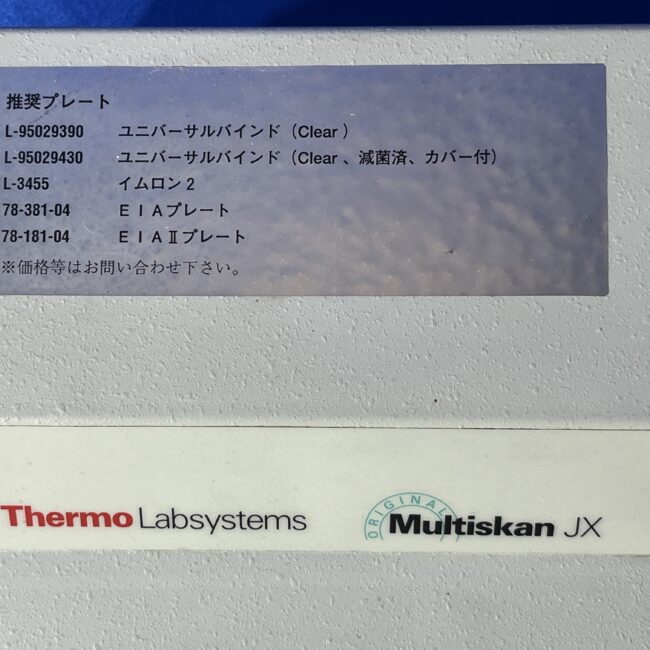 推奨プレート
L-95029390 ユニバーサルバインド（Clear）
L-95029430 ユニバーサルバインド（Clear 、滅菌済、カバー付）
L-3455 イムロン2
78-381-04 ＥＩＡプレート
78-181-04 ＥＩＡⅡプレート
※価格等はお問い合わせ下さい。
Thermo Labsystems
ORIGINAL
Multiskan JX